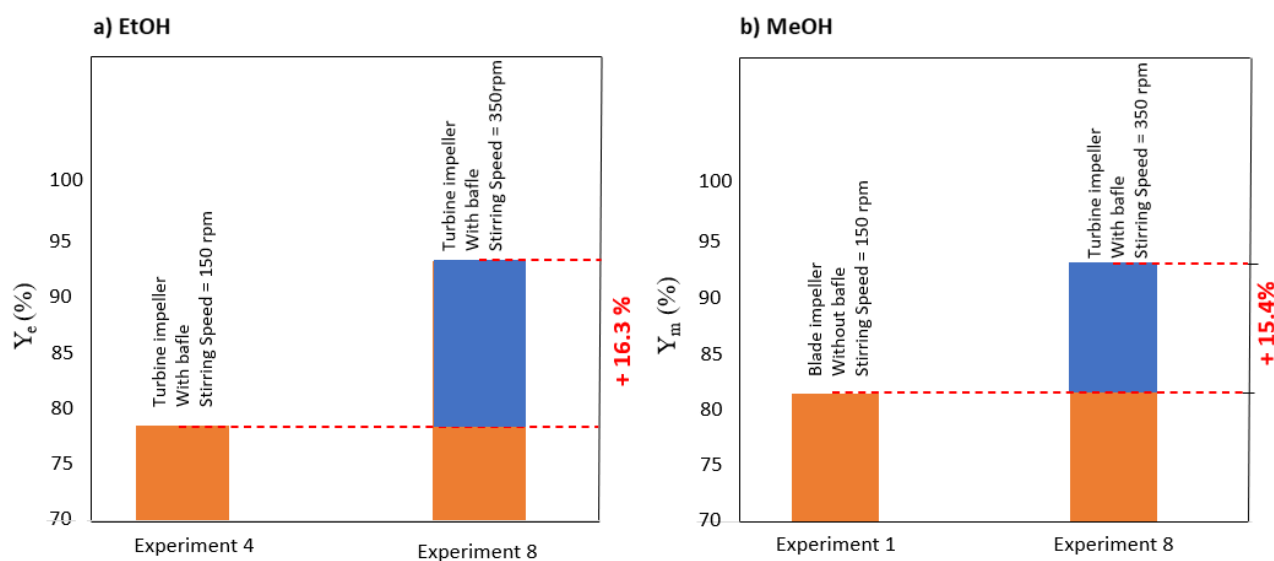 a) EtOH
Turbine impeller
With bafle
Stirring Speed = 150 rpm
Turbine impeller
With bafle
Stirring Speed = 350rpm
Y_e (%)
100
95
90
85
80
75
70
+ 16.3 %
Experiment 4
Experiment 8
b) MeOH
Blade impeller
Without bafle
Stirring Speed = 150 rpm
Turbine impeller
With bafle
Stirring Speed = 350 rpm
Y_m (%)
100
95
90
85
80
75
70
+ 15.4%
Experiment 1
Experiment 8